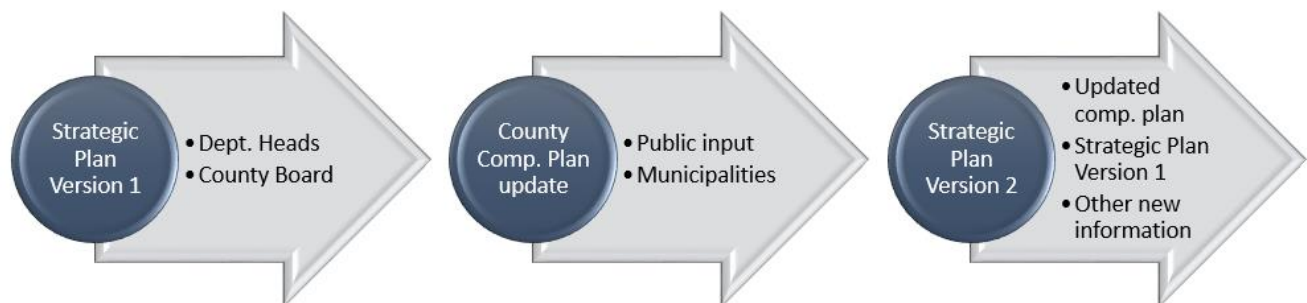 Strategic
Plan
Version 1
• Dept. Heads
• County Board
County
Comp. Plan
update
• Public input
• Municipalities
Strategic
Plan
Version 2
• Updated
comp. plan
• Strategic Plan
Version 1
• Other new
information